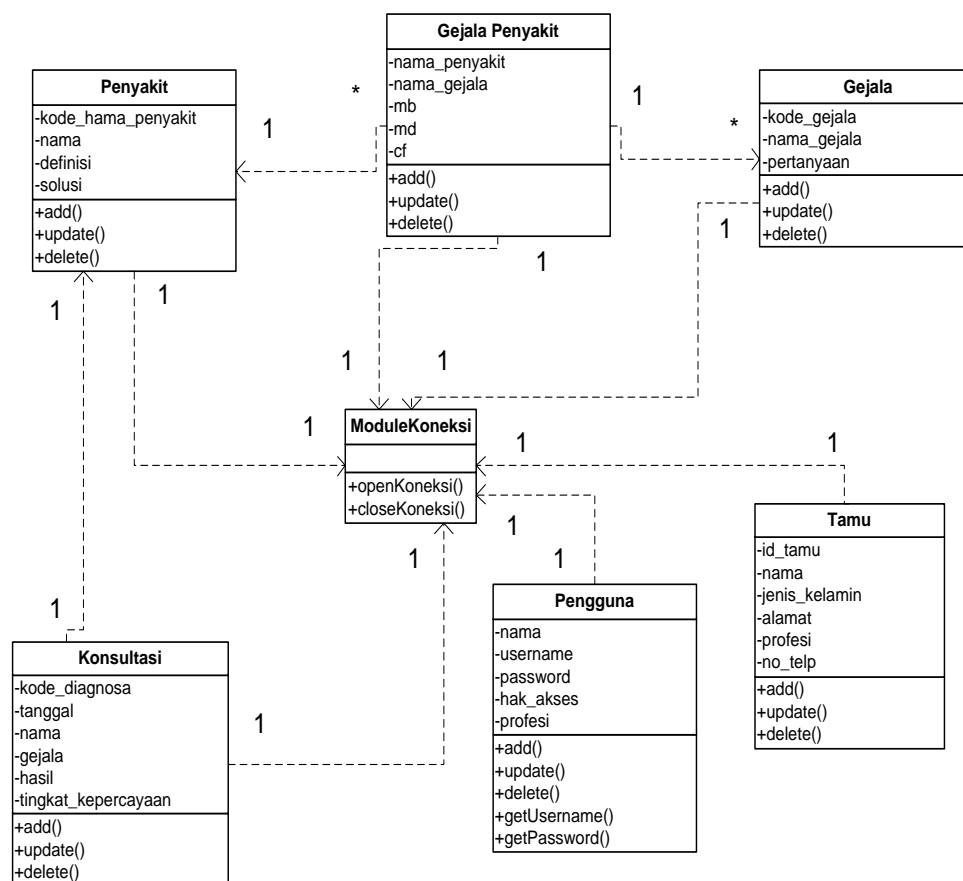 Gejala Penyakit
-nama_penyakit
-nama_gejala
-mb
-md
-cf
+add()
+update()
+delete()
Penyakit
-kode_hama_penyakit
-nama
-definisi
-solusi
+add()
+update()
+delete()
Gejala
-kode_gejala
-nama_gejala
-pertanyaan
+add()
+update()
+delete()
1
*
1
*
1
1
1
1
1
1
1
1
ModuleKoneksi
+openKoneksi()
+closeKoneksi()
1
1
1
1
1
1
Konsultasi
-kode_diagnosa
-tanggal
-nama
-gejala
-hasil
-tingkat_kepercayaan
+add()
+update()
+delete()
Pengguna
-nama
-username
-password
-hak_akses
-profesi
+add()
+update()
+delete()
+getUsername()
+getPassword()
Tamu
-id_tamu
-nama
-jenis_kelamin
-alamat
-profesi
-no_telp
+add()
+update()
+delete()